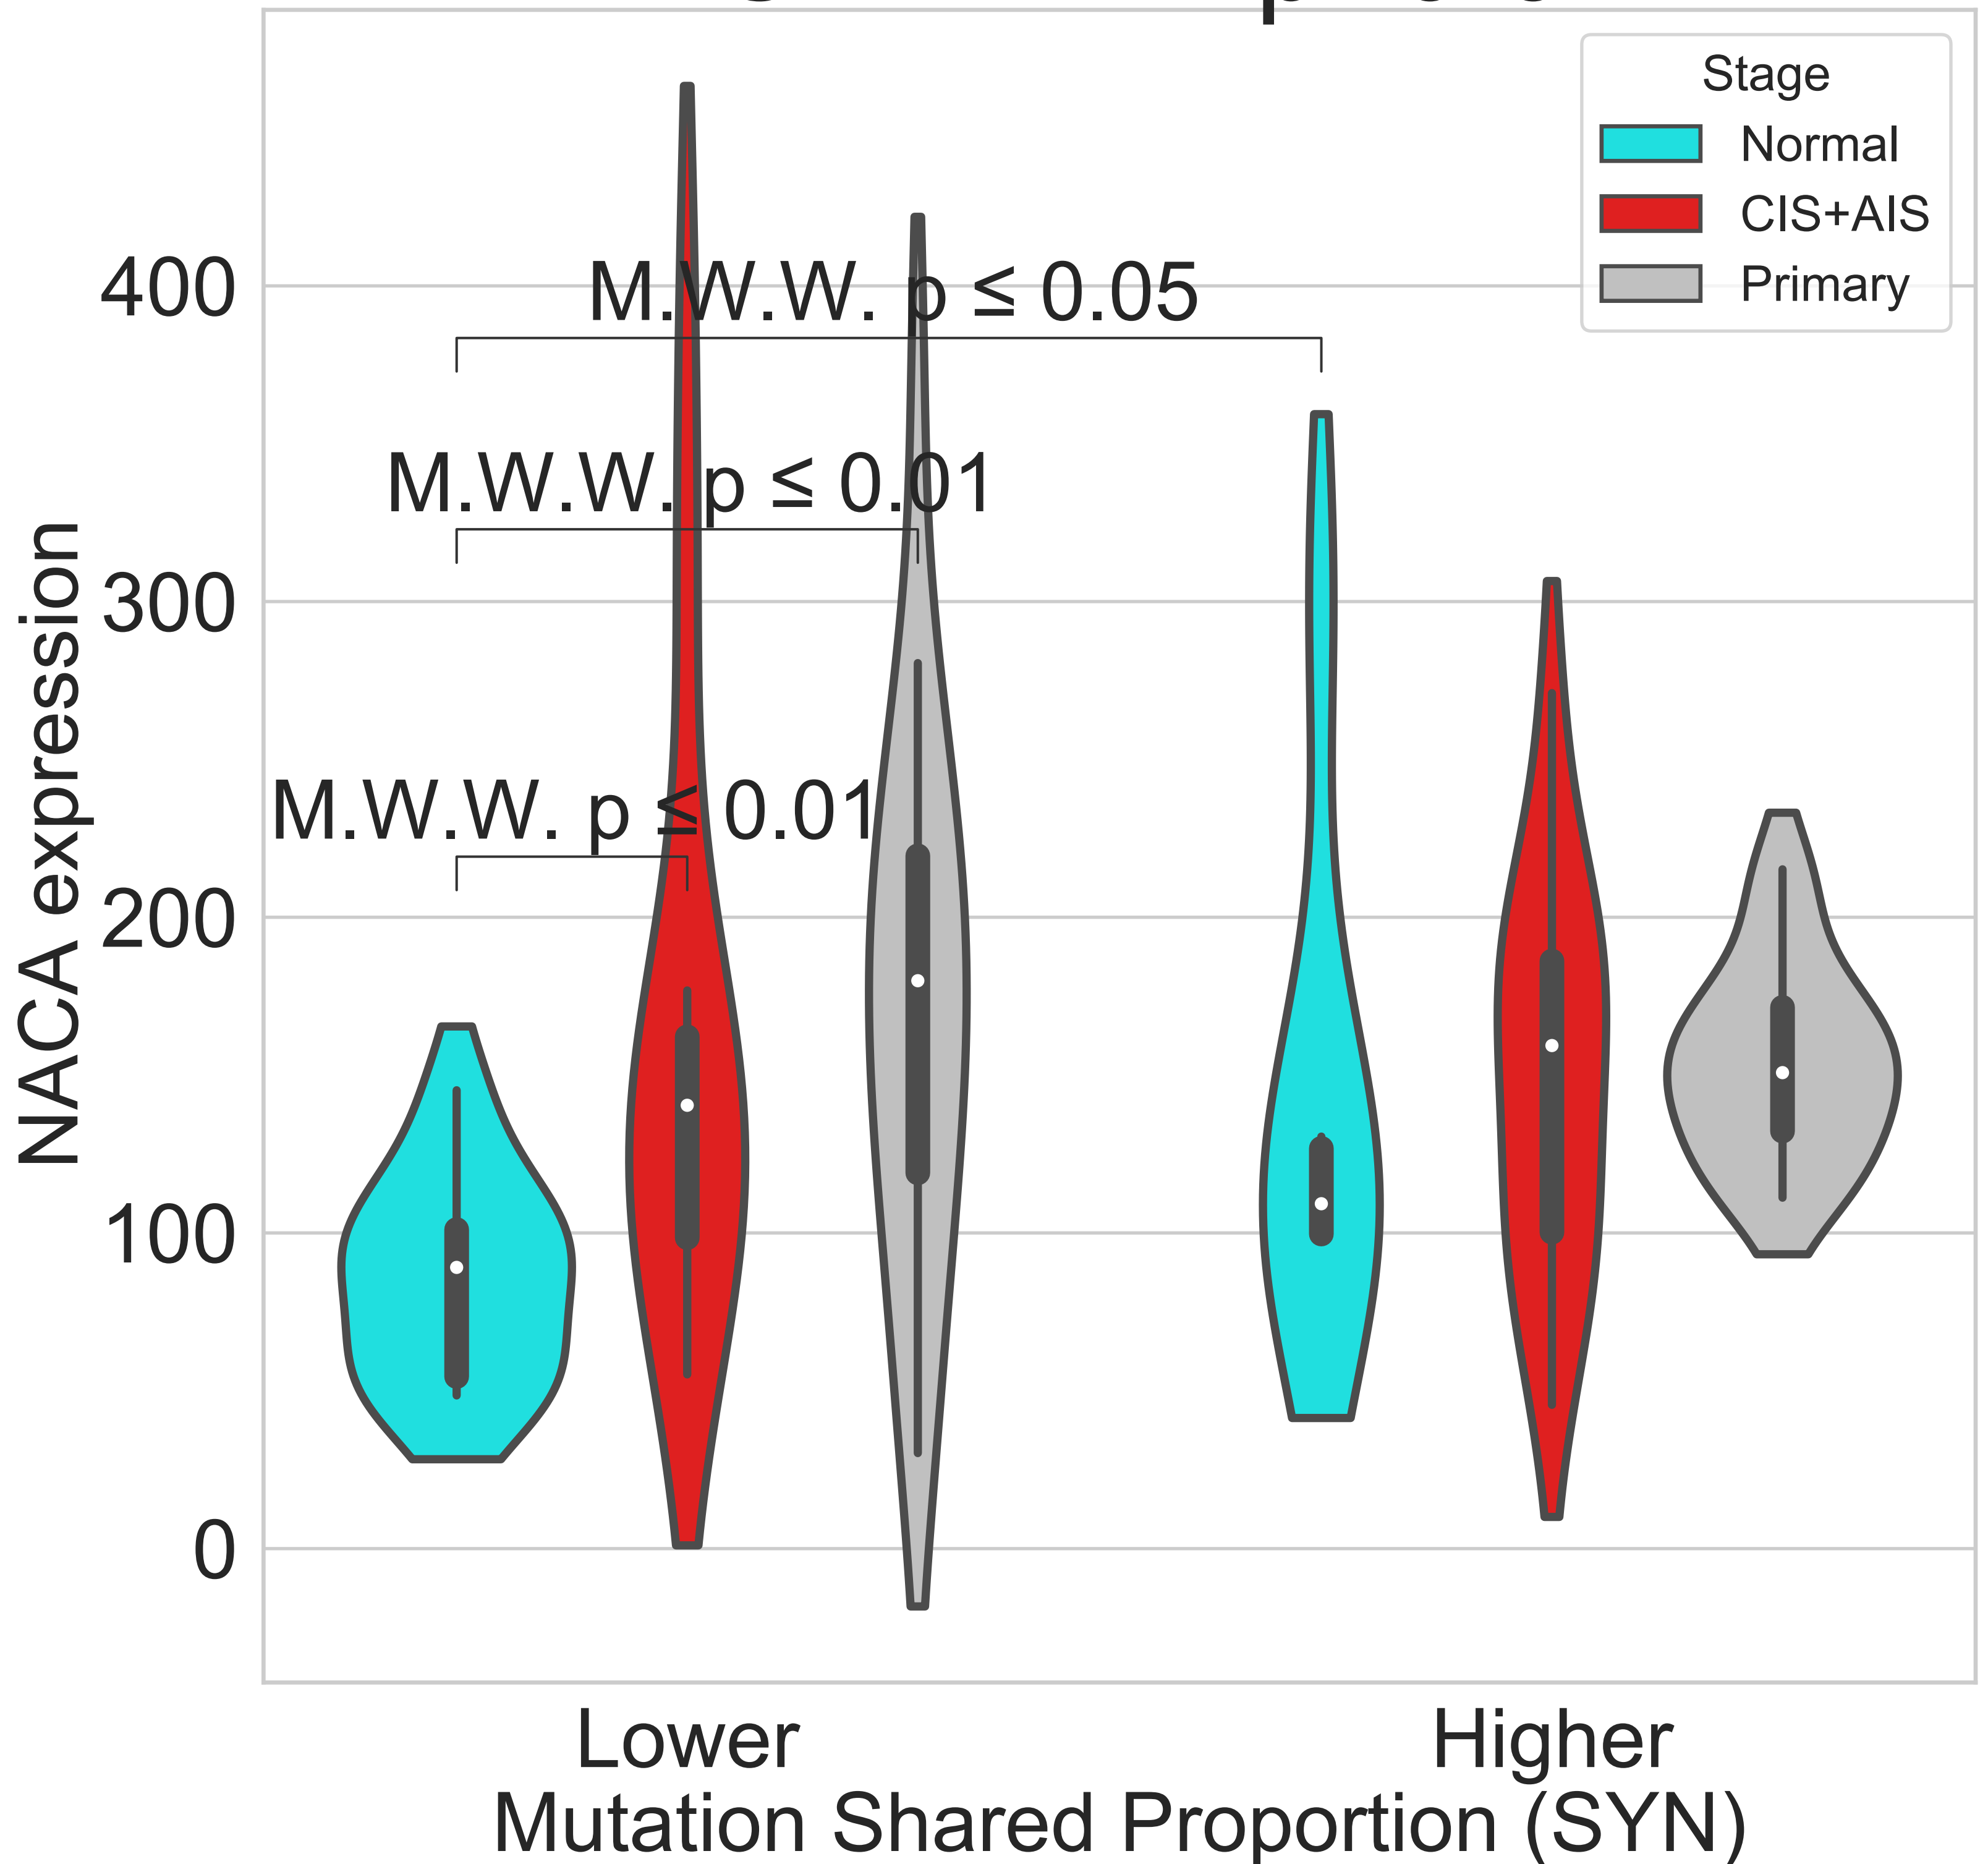 Stage
Normal
CIS+AIS
Primary
400
300
200
100
0
NACA expression
M.W.W. p ≤ 0.05
M.W.W. p ≤ 0.01
M.W.W. p ≤ 0.01
Lower
Higher
Mutation Shared Proportion (SYN)